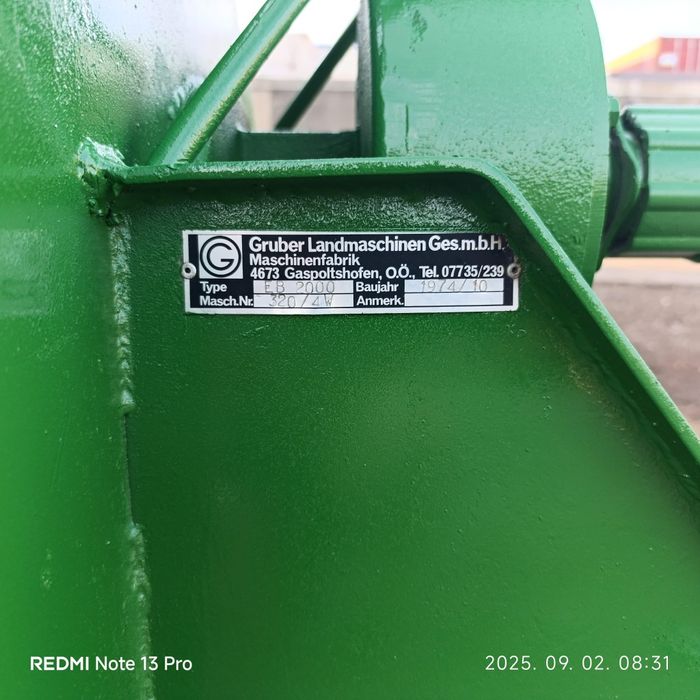 G
Gruber Landmaschinen Ges.m.b.H.
Maschinenfabrik
4673 Gaspoltshofen, O.Ö., Tel. 07735/239
Type EB 2000 Baujahr 1974/10
Masch.Nr. 320/4W Anmerk.
REDMI Note 13 Pro
2025. 09. 02. 08:31